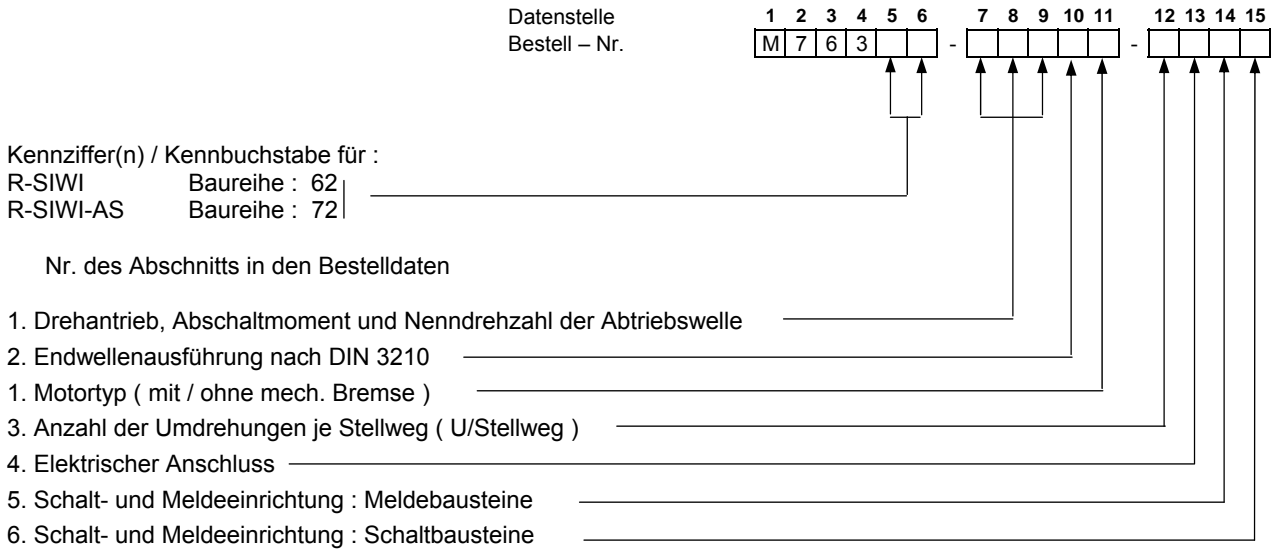 Datenstelle 1 2 3 4 5 6 7 8 9 10 11 12 13 14 15
Bestell – Nr. M 7 6 3 - -
Kennziffer(n) / Kennbuchstabe für :
R-SIWI Baureihe : 62
R-SIWI-AS Baureihe : 72
Nr. des Abschnitts in den Bestelldaten
1. Drehantrieb, Abschaltmoment und Nenndrehzahl der Abtriebswelle
2. Endwellenausführung nach DIN 3210
1. Motortyp ( mit / ohne mech. Bremse )
3. Anzahl der Umdrehungen je Stellweg ( U/Stellweg )
4. Elektrischer Anschluss
5. Schalt- und Meldeeinrichtung : Meldebausteine
6. Schalt- und Meldeeinrichtung : Schaltbausteine